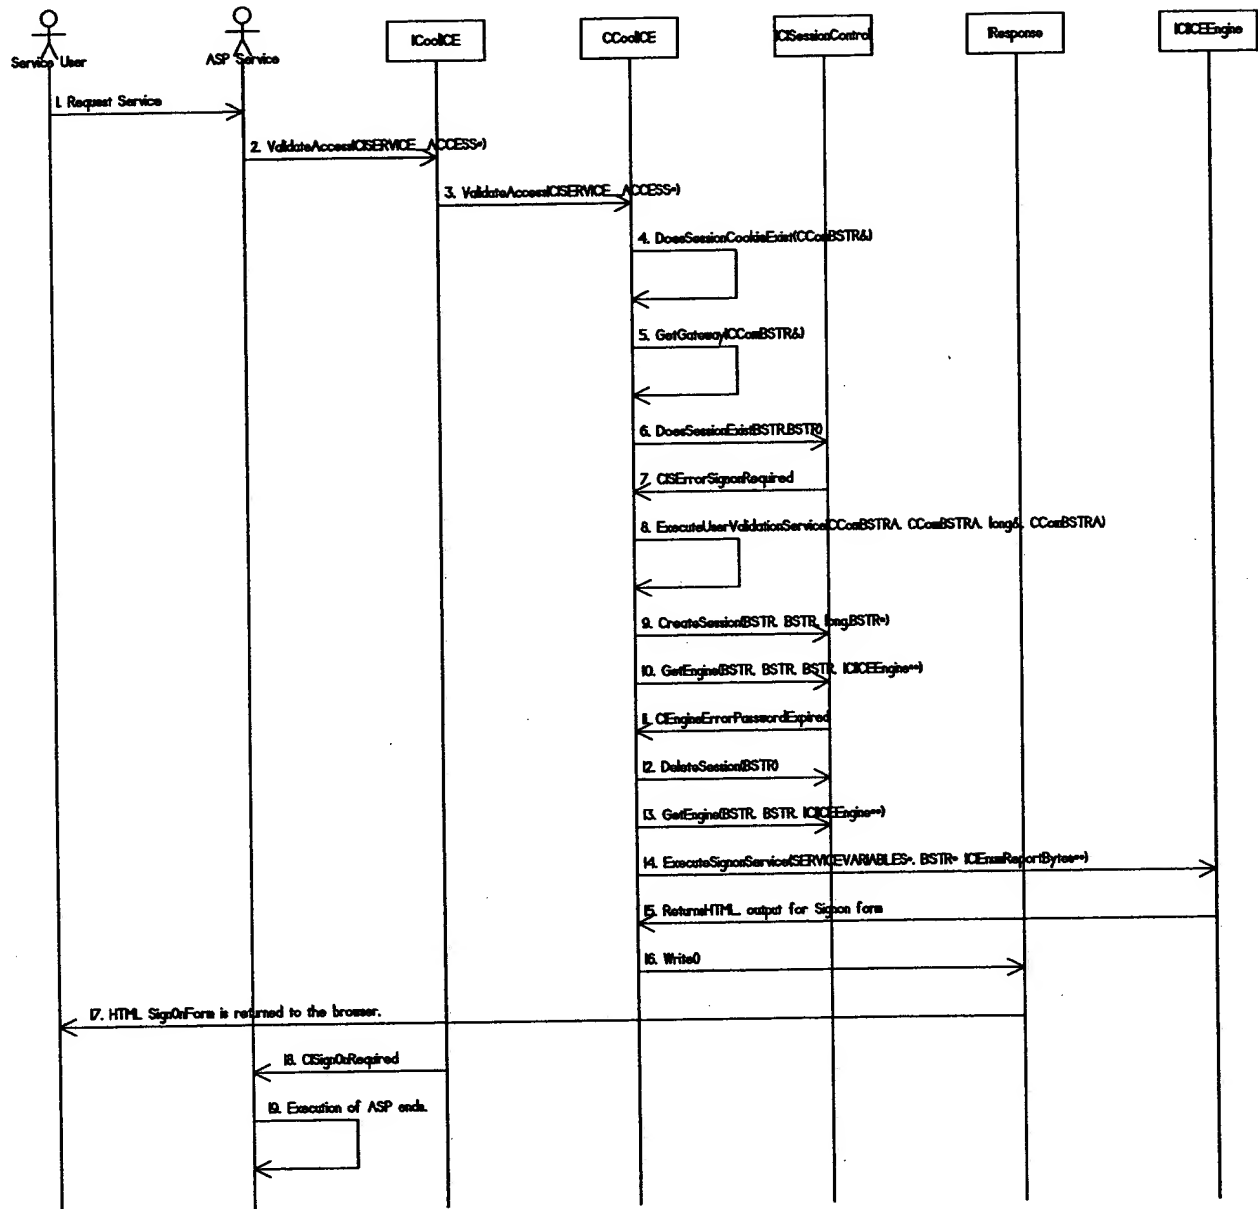 Service User
ASP Service
ICoolICE
CCoolICE
ICISessionControl
IResponse
ICIICEEngine
1. Request Service
2. ValidateAccess(CISERVICE_ACCESS*)
3. ValidateAccess(CISERVICE_ACCESS*)
4. DoesSessionCookieExist(CComBSTR&)
5. GetGateway(CComBSTR&)
6. DoesSessionExist(BSTR,BSTR)
7. CISErrorSignonRequired
8. ExecuteUserValidationService(CComBSTRA, CComBSTRA, long&, CComBSTRA)
9. CreateSession(BSTR, BSTR, long,BSTR*)
10. GetEngine(BSTR, BSTR, BSTR, ICIICEEngine**)
11. CIEngineErrorPasswordExpired
12. DeleteSession(BSTR)
13. GetEngine(BSTR, BSTR, ICIICEEngine**)
14. ExecuteSignonService(SERVICEVARIABLES*, BSTR* ICIEnumReportBytes**)
15. ReturnsHTML output for Signon form
16. Write()
17. HTML SignOnForm is returned to the browser.
18. CISignOnRequired
19. Execution of ASP ends.